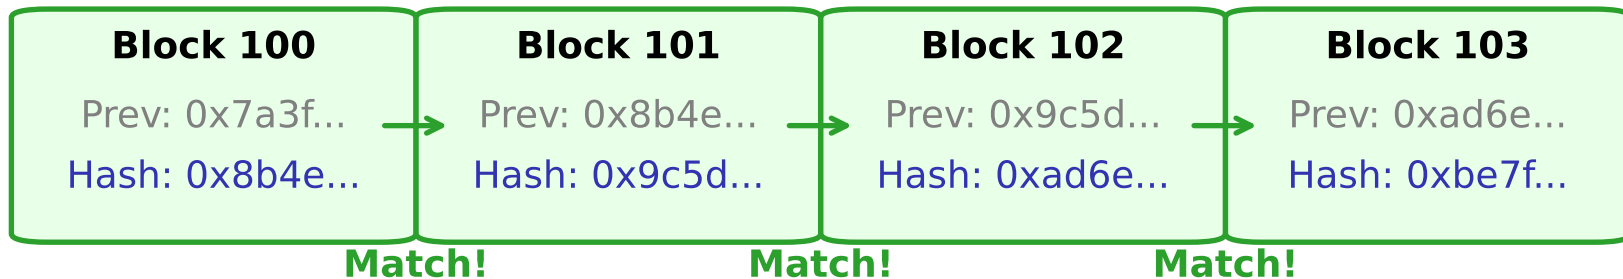 Block 100
Prev: 0x7a3f...
Hash: 0x8b4e...
Block 101
Prev: 0x8b4e...
Hash: 0x9c5d...
Block 102
Prev: 0x9c5d...
Hash: 0xad6e...
Block 103
Prev: 0xad6e...
Hash: 0xbe7f...
Match!
Match!
Match!